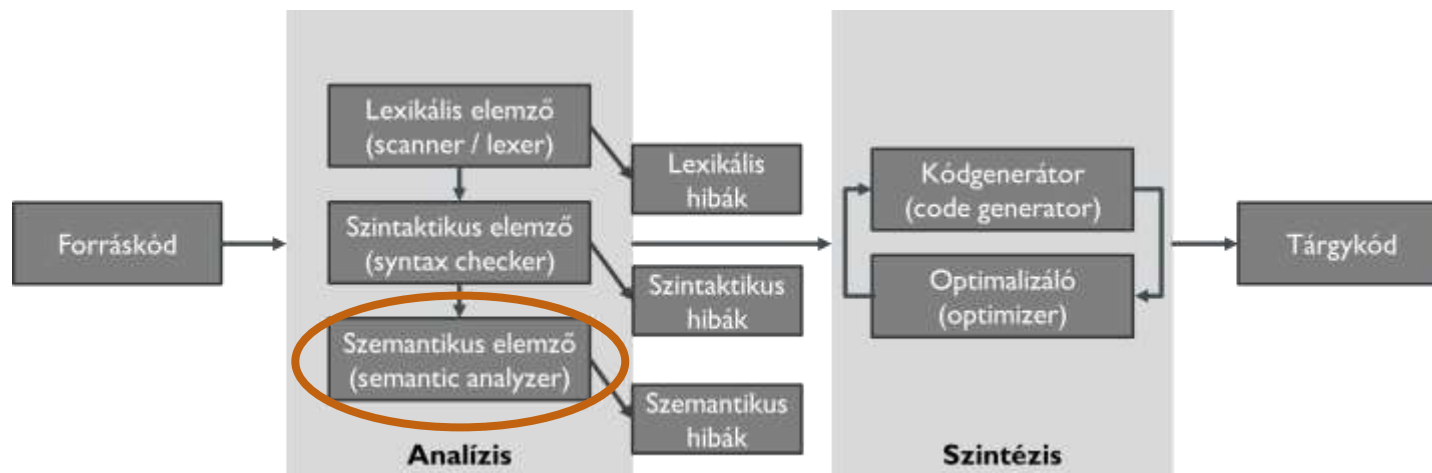 Forráskód
Lexikális elemző
(scanner / lexer)
Szintaktikus elemző
(syntax checker)
Szemantikus elemző
(semantic analyzer)
Analízis
Lexikális
hibák
Szintaktikus
hibák
Szemantikus
hibák
Kódgenerátor
(code generator)
Optimalizáló
(optimizer)
Szintézis
Tárgykód